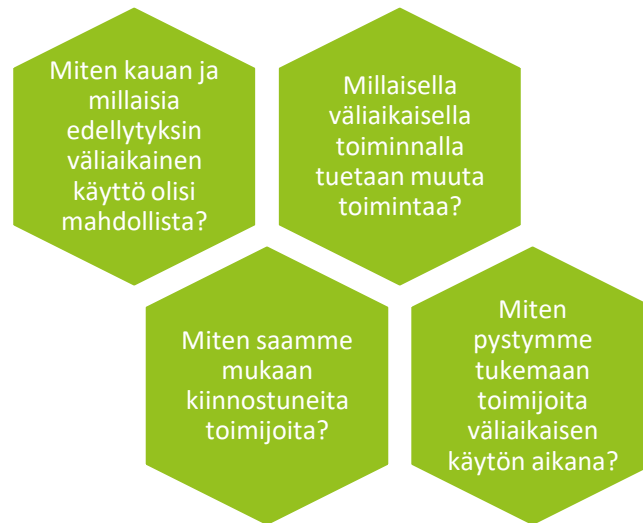 Miten kauan ja
millaisia
edellytyksin
väliaikainen
käyttö olisi
mahdollista?
Millaisella
väliaikaisella
toiminnalla
tuetaan muuta
toimintaa?
Miten saamme
mukaan
kiinnostuneita
toimijoita?
Miten
pystymme
tukemaan
toimijoita
väliaikaisen
käytön aikana?